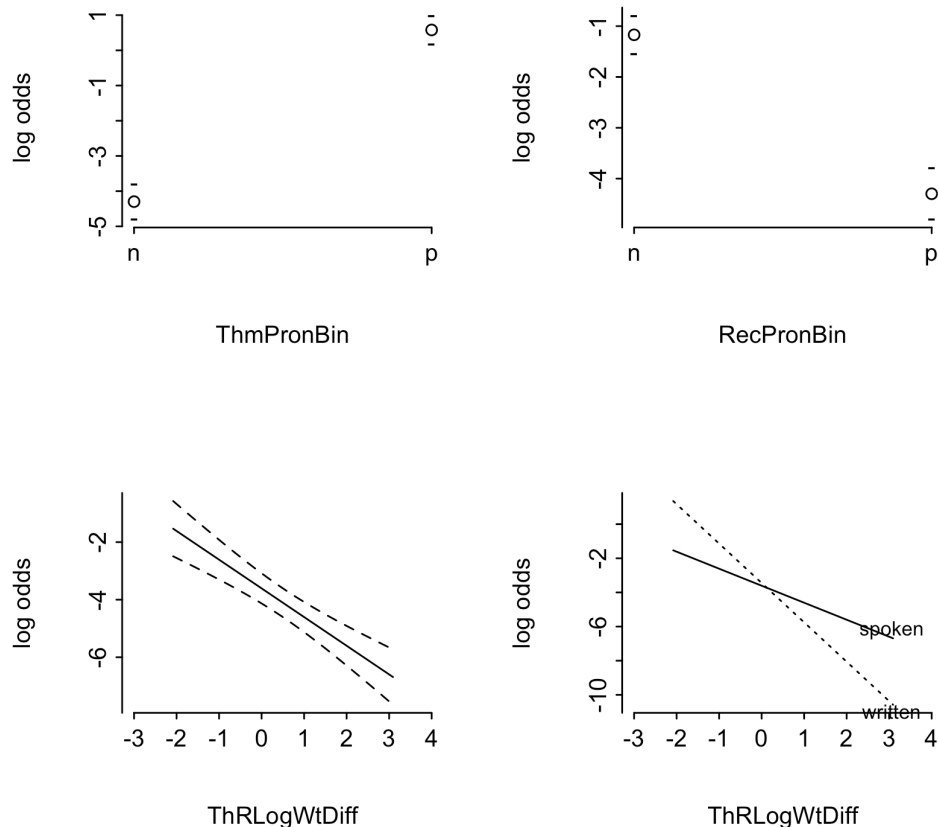 log odds
1
-1
-3
-5
n p
ThmPronBin
log odds
-1
-2
-3
-4
n p
RecPronBin
log odds
-2
-4
-6
-3 -2 -1 0 1 2 3 4
ThRLogWtDiff
log odds
-2
-6
-10
spoken
written
-3 -2 -1 0 1 2 3 4
ThRLogWtDiff